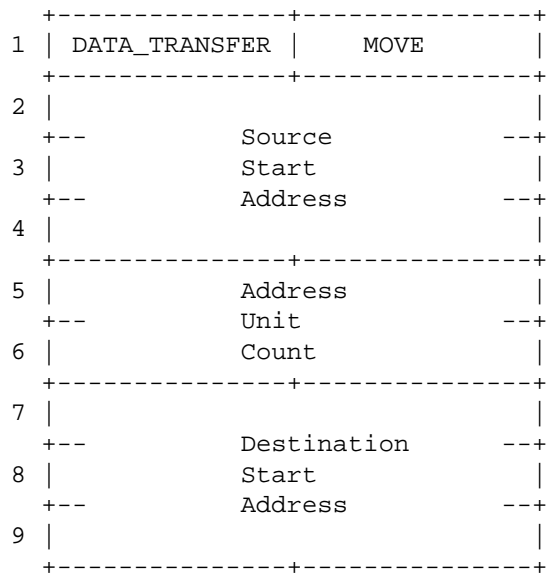 +---------------+---------------+
1 | DATA_TRANSFER | MOVE |
+---------------+---------------+
2 | |
+-- Source --+
3 | Start |
+-- Address --+
4 | |
+---------------+---------------+
5 | Address |
+-- Unit --+
6 | Count |
+---------------+---------------+
7 | |
+-- Destination --+
8 | Start |
+-- Address --+
9 | |
+---------------+---------------+